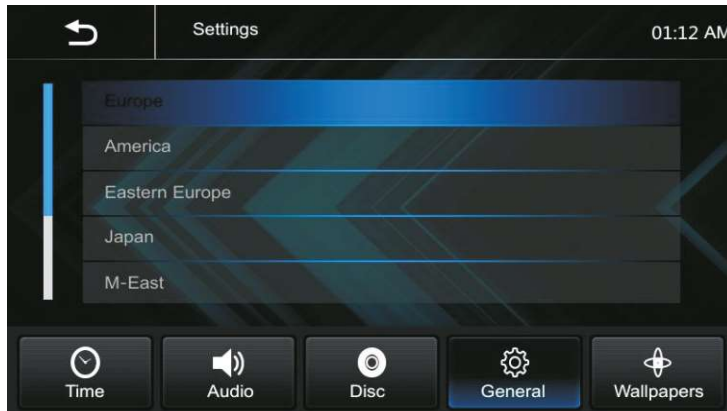 Settings
01:12 AM
Europe
America
Eastern Europe
Japan
M-East
Time
Audio
Disc
General
Wallpapers